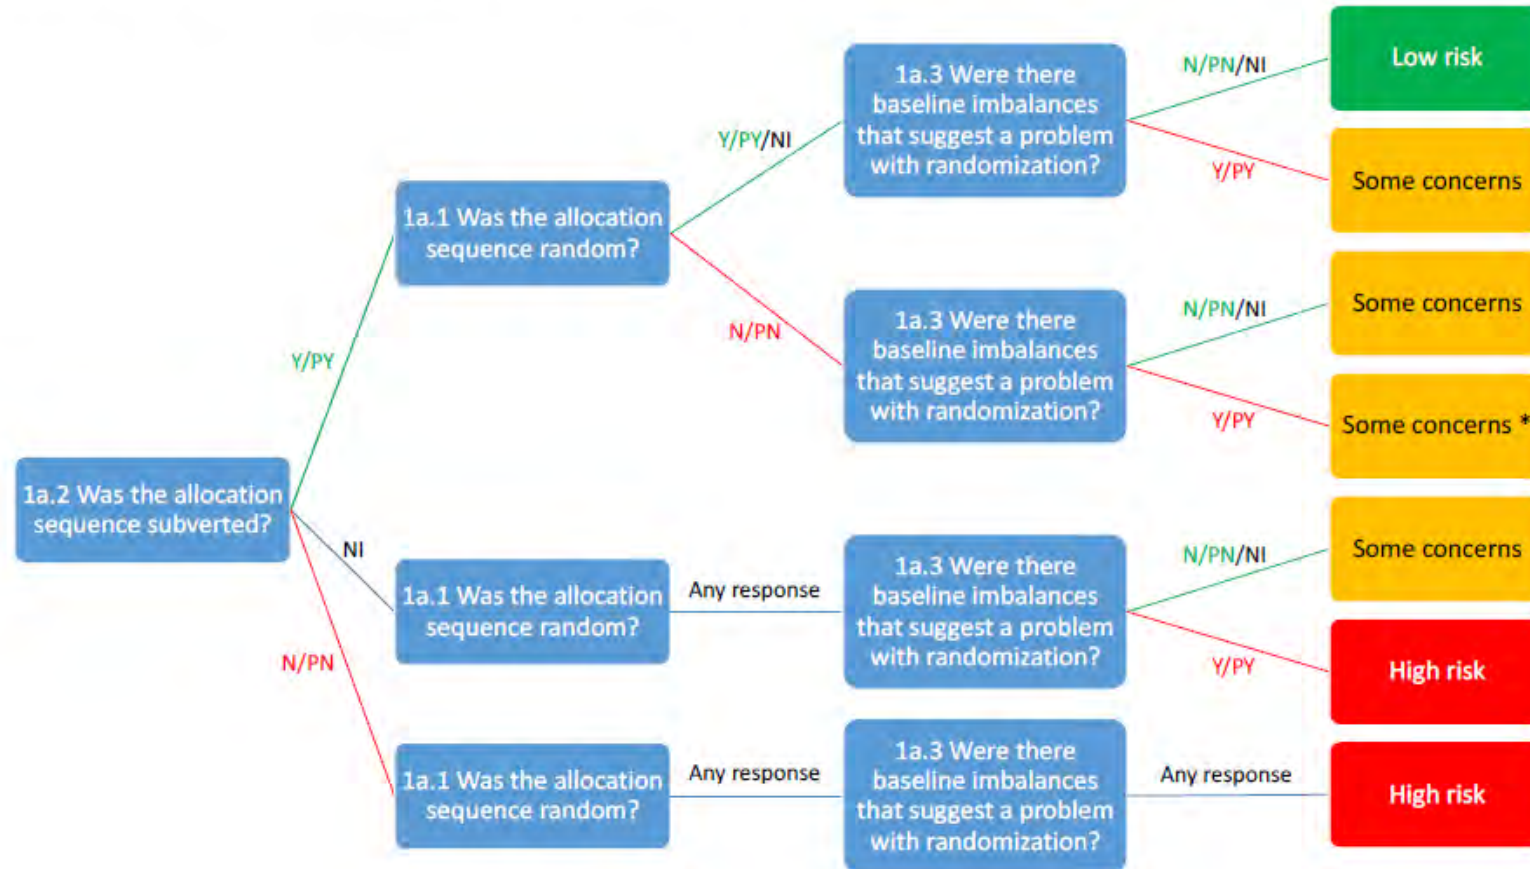 1a.2 Was the allocation
sequence subverted?
Y/PY
NI
N/PN
1a.1 Was the allocation
sequence random?
Y/PY/NI
N/PN
1a.3 Were there
baseline imbalances
that suggest a problem
with randomization?
N/PN/NI
Low risk
Y/PY
Some concerns
1a.3 Were there
baseline imbalances
that suggest a problem
with randomization?
N/PN/NI
Some concerns
Y/PY
Some concerns *
1a.1 Was the allocation
sequence random?
Any response
1a.3 Were there
baseline imbalances
that suggest a problem
with randomization?
N/PN/NI
Some concerns
Y/PY
High risk
1a.1 Was the allocation
sequence random?
Any response
1a.3 Were there
baseline imbalances
that suggest a problem
with randomization?
Any response
High risk